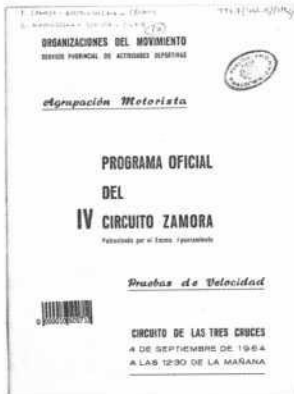 ORGANIZACIONES DEL MOVIMIENTO
SERVICIO PROVINCIAL DE ACTIVIDADES DEPORTIVAS
Agrupación Motorista
PROGRAMA OFICIAL
DEL
IV CIRCUITO ZAMORA
Patrocinado por el Excmo. Ayuntamiento
Pruebas de Velocidad
CIRCUITO DE LAS TRES CRUCES
4 DE SEPTIEMBRE DE 1964
A LAS 12'30 DE LA MAÑANA